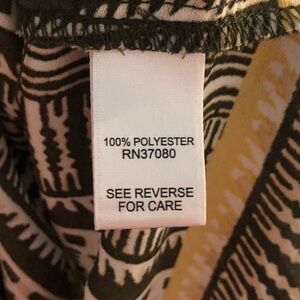 100% POLYESTER
RN37080
SEE REVERSE
FOR CARE